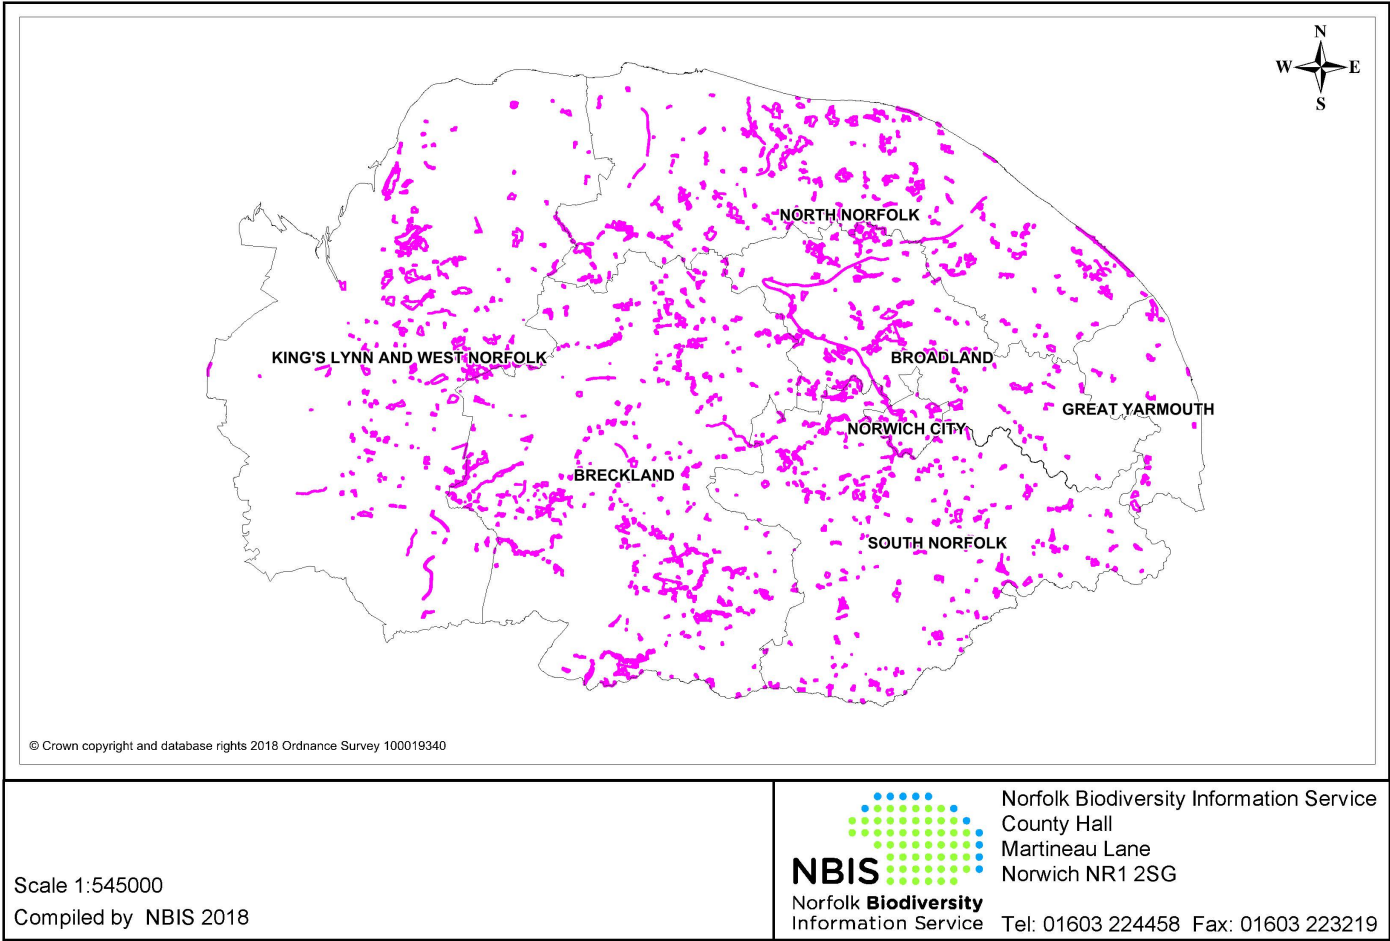 N
W E
S
NORTH NORFOLK
KING'S LYNN AND WEST NORFOLK
BROADLAND
GREAT YARMOUTH
NORWICH CITY
BRECKLAND
SOUTH NORFOLK
© Crown copyright and database rights 2018 Ordnance Survey 100019340
Scale 1:545000
Compiled by NBIS 2018
NBIS
Norfolk Biodiversity
Information Service
Norfolk Biodiversity Information Service
County Hall
Martineau Lane
Norwich NR1 2SG
Tel: 01603 224458 Fax: 01603 223219